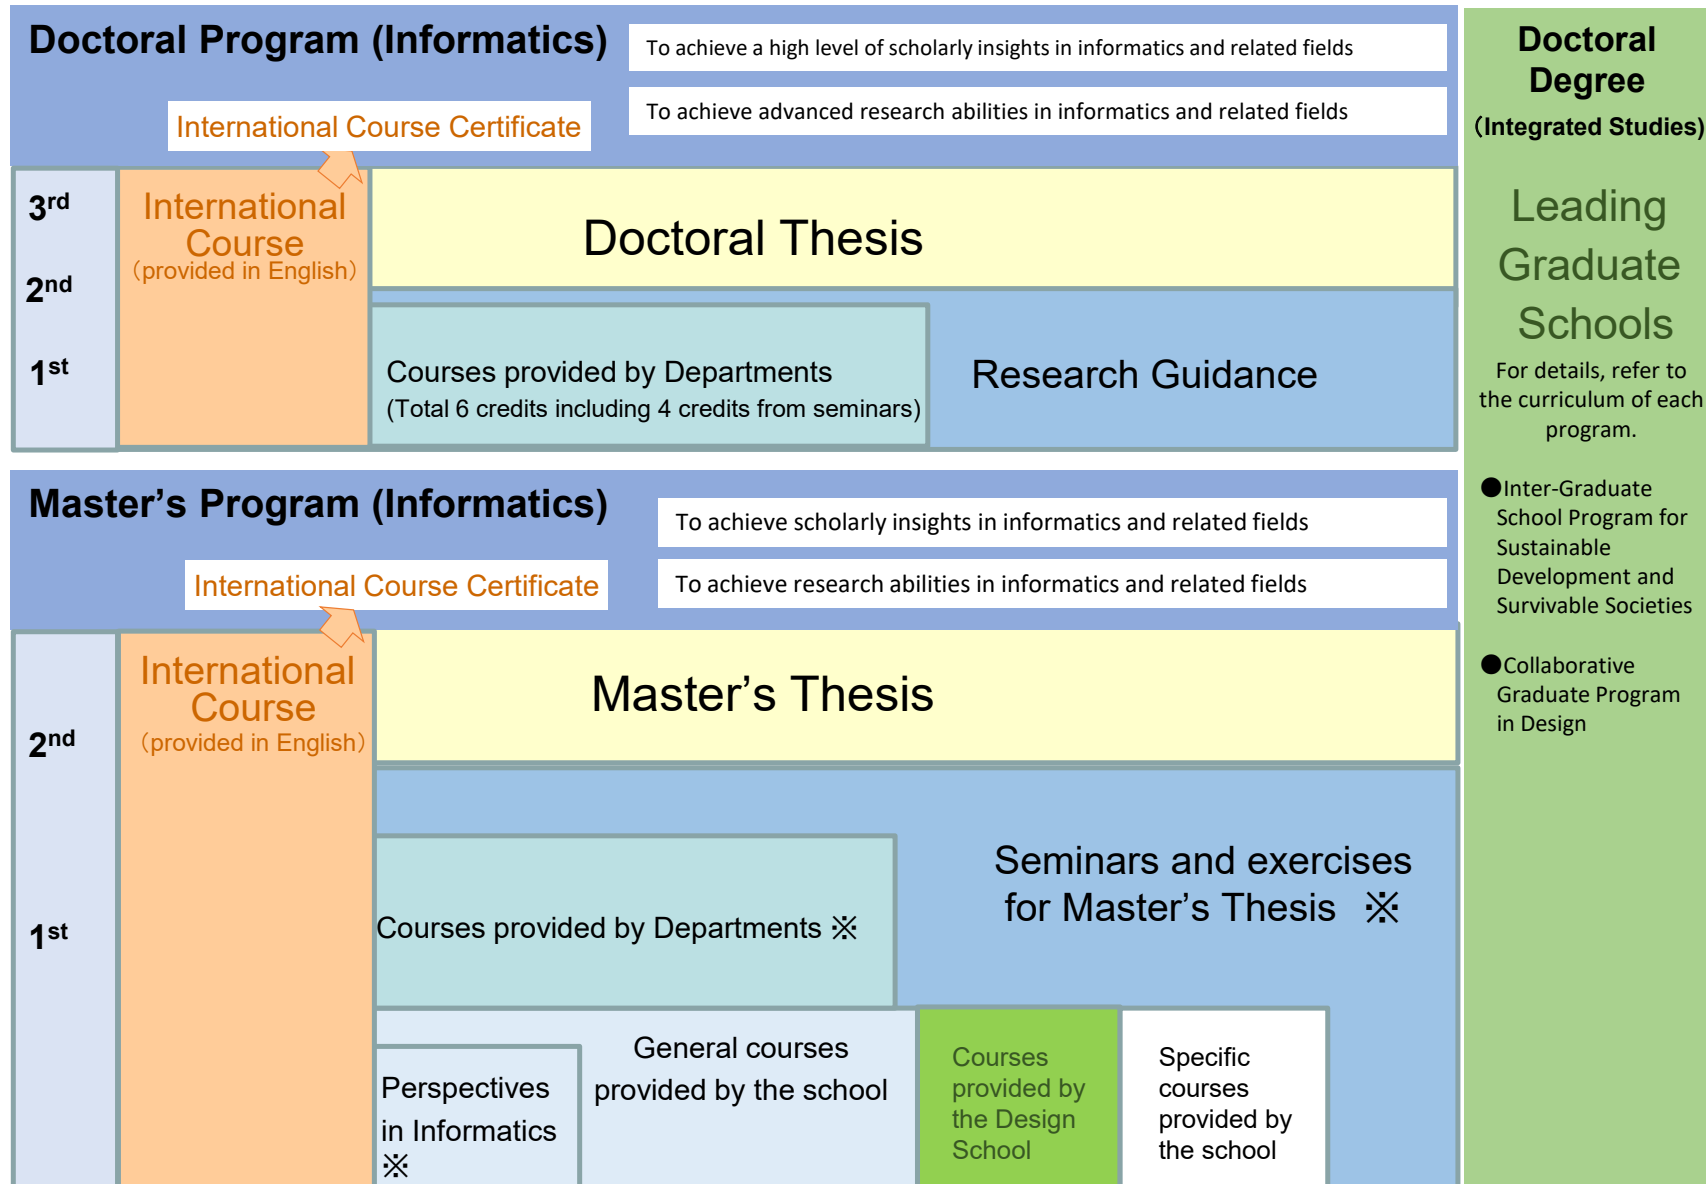 Doctoral Program (Informatics)
To achieve a high level of scholarly insights in informatics and related fields
To achieve advanced research abilities in informatics and related fields
International Course Certificate
3rd
2nd
1st
International
Course
（provided in English）
Doctoral Thesis
Courses provided by Departments
(Total 6 credits including 4 credits from seminars)
Research Guidance
Master’s Program (Informatics)
To achieve scholarly insights in informatics and related fields
To achieve research abilities in informatics and related fields
International Course Certificate
2nd
1st
International
Course
（provided in English）
Master’s Thesis
Seminars and exercises
for Master’s Thesis ※
Courses provided by Departments ※
General courses
provided by the school
Perspectives
in Informatics
※
Courses
provided by
the Design
School
Specific
courses
provided by
the school
Doctoral
Degree
（Integrated Studies)
Leading
Graduate
Schools
For details, refer to
the curriculum of each
program.
●Inter-Graduate
School Program for
Sustainable
Development and
Survivable Societies
●Collaborative
Graduate Program
in Design